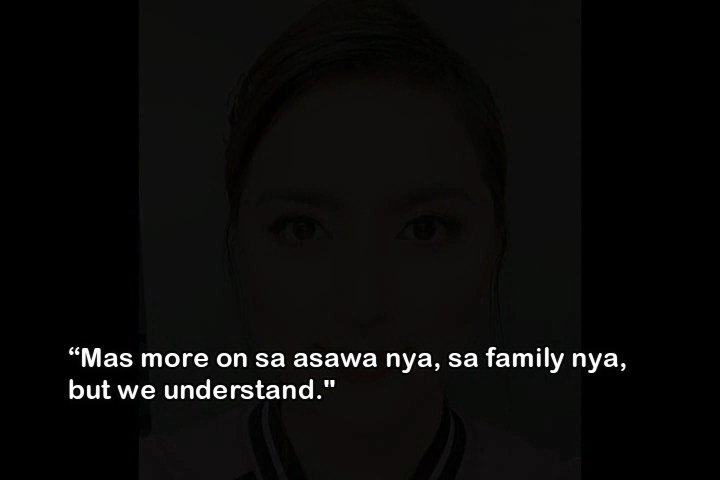 “Mas more on sa asawa nya, sa family nya,
but we understand."